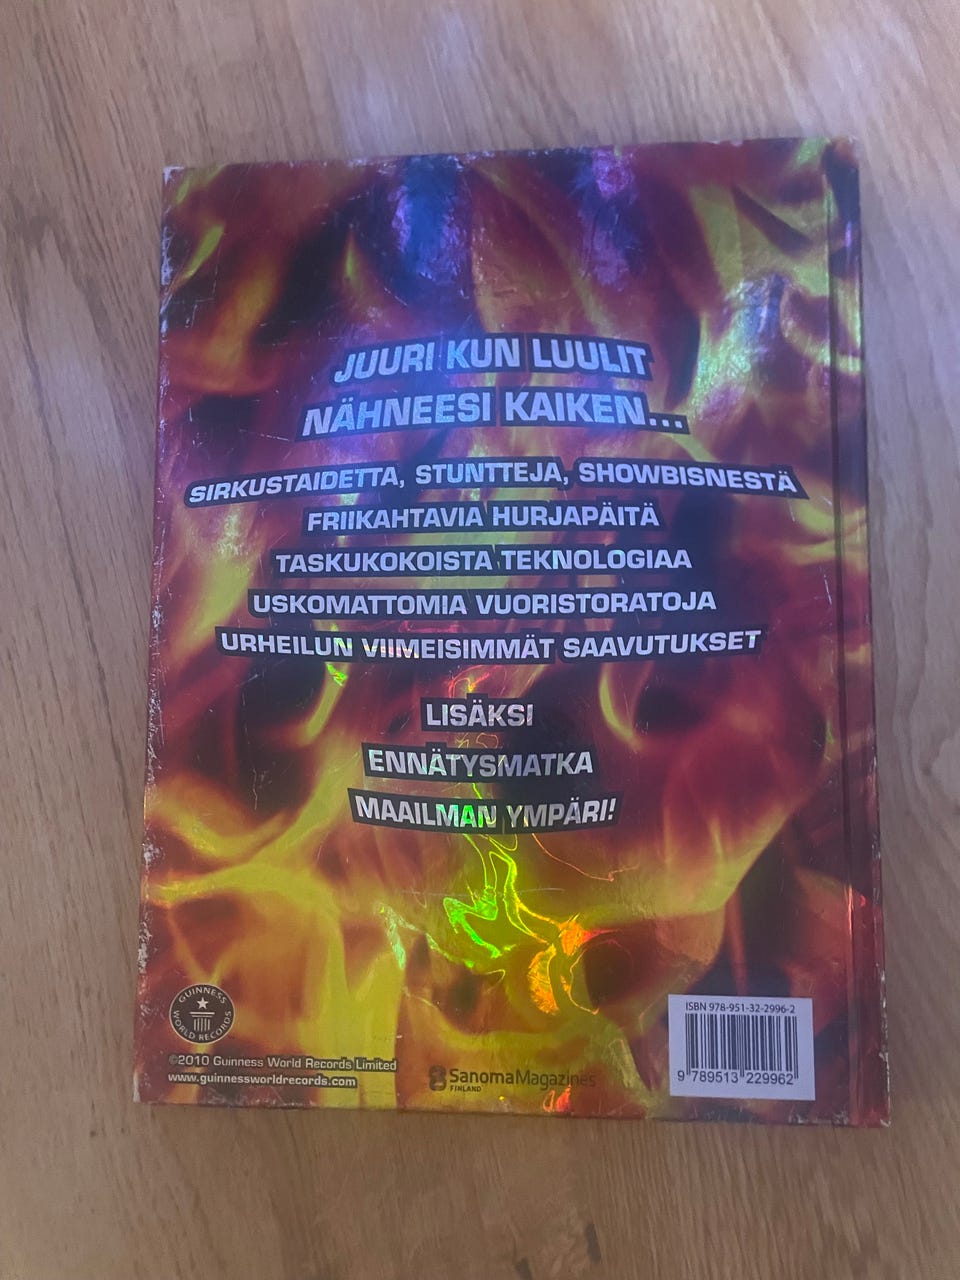 JUURI KUN LUULIT
NÄHNEESI KAIKEN...
SIRKUSTAIDETTA, STUNTTEJA, SHOWBISNESTÄ
FRIIKAHTAVIA HURJAPÄITÄ
TASKUKOKOISTA TEKNOLOGIAA
USKOMATTOMIA VUORISTORATOJA
URHEILUN VIIMEISIMMÄT SAAVUTUKSET
LISÄKSI
ENNÄTYSMATKA
MAAILMAN YMPÄRI!
GUINNESS
WORLD RECORDS
©2010 Guinness World Records Limited
www.guinnessworldrecords.com
SanomaMagazines
FINLAND
ISBN 978-951-32-2996-2
9 789513 229962